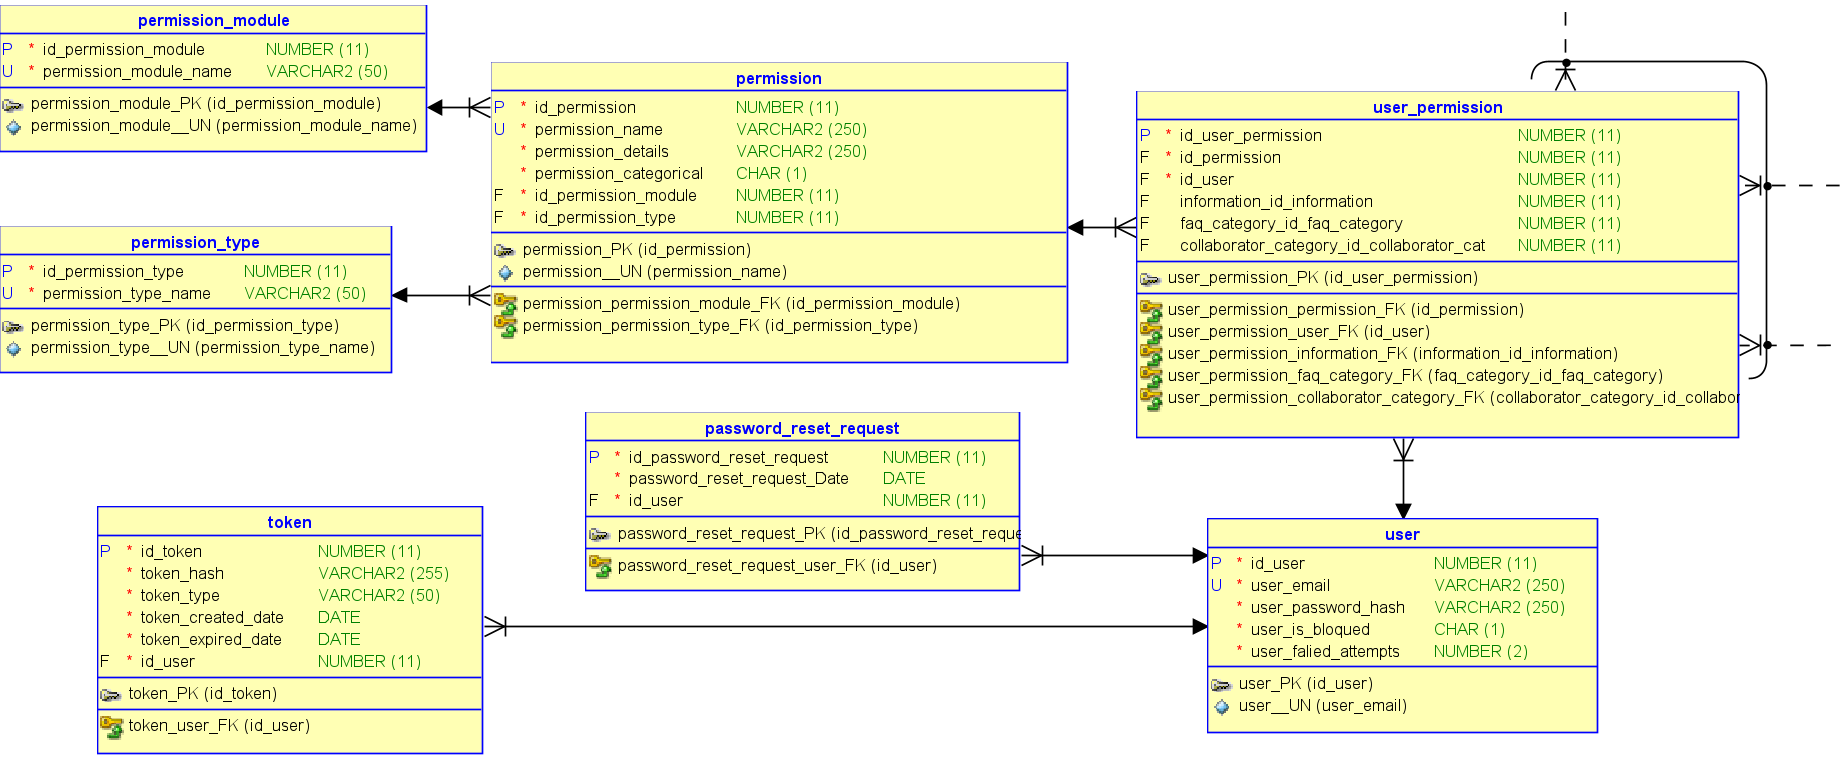 permission_module
P * id_permission_module NUMBER (11)
U * permission_module_name VARCHAR2 (50)
permission_module_PK (id_permission_module)
permission_module__UN (permission_module_name)
permission
P * id_permission NUMBER (11)
U * permission_name VARCHAR2 (250)
* permission_details VARCHAR2 (250)
* permission_categorical CHAR (1)
F * id_permission_module NUMBER (11)
F * id_permission_type NUMBER (11)
permission_PK (id_permission)
permission__UN (permission_name)
permission_permission_module_FK (id_permission_module)
permission_permission_type_FK (id_permission_type)
user_permission
P * id_user_permission NUMBER (11)
F * id_permission NUMBER (11)
F * id_user NUMBER (11)
F information_id_information NUMBER (11)
F faq_category_id_faq_category NUMBER (11)
F collaborator_category_id_collaborator_cat NUMBER (11)
user_permission_PK (id_user_permission)
user_permission_permission_FK (id_permission)
user_permission_user_FK (id_user)
user_permission_information_FK (information_id_information)
user_permission_faq_category_FK (faq_category_id_faq_category)
user_permission_collaborator_category_FK (collaborator_category_id_collabor
permission_type
P * id_permission_type NUMBER (11)
U * permission_type_name VARCHAR2 (50)
permission_type_PK (id_permission_type)
permission_type__UN (permission_type_name)
password_reset_request
P * id_password_reset_request NUMBER (11)
* password_reset_request_Date DATE
F * id_user NUMBER (11)
password_reset_request_PK (id_password_reset_reque
password_reset_request_user_FK (id_user)
token
P * id_token NUMBER (11)
* token_hash VARCHAR2 (255)
* token_type VARCHAR2 (50)
* token_created_date DATE
* token_expired_date DATE
F * id_user NUMBER (11)
token_PK (id_token)
token_user_FK (id_user)
user
P * id_user NUMBER (11)
U * user_email VARCHAR2 (250)
* user_password_hash VARCHAR2 (250)
* user_is_bloqued CHAR (1)
* user_falied_attempts NUMBER (2)
user_PK (id_user)
user__UN (user_email)